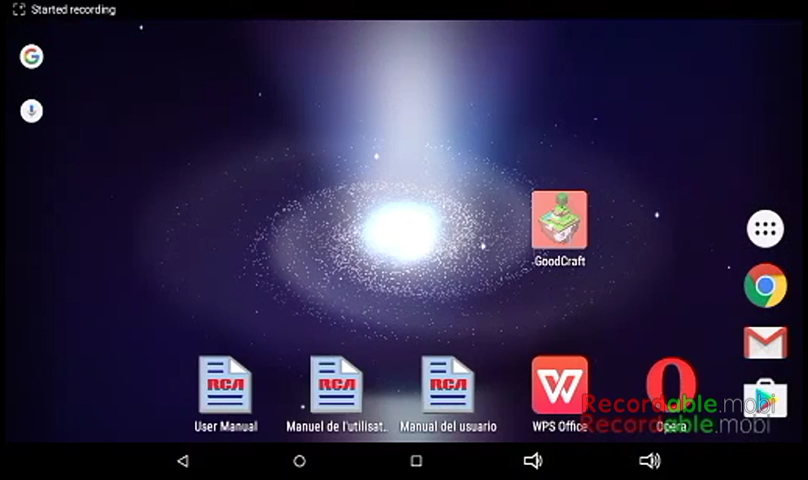 Started recording
GoodCraft
RCA
RCA
RCA
User Manual
Manuel de l'utilisat..
Manual del usuario
WPS Office
Opera
Recordable.mobi
Recordable.mobi